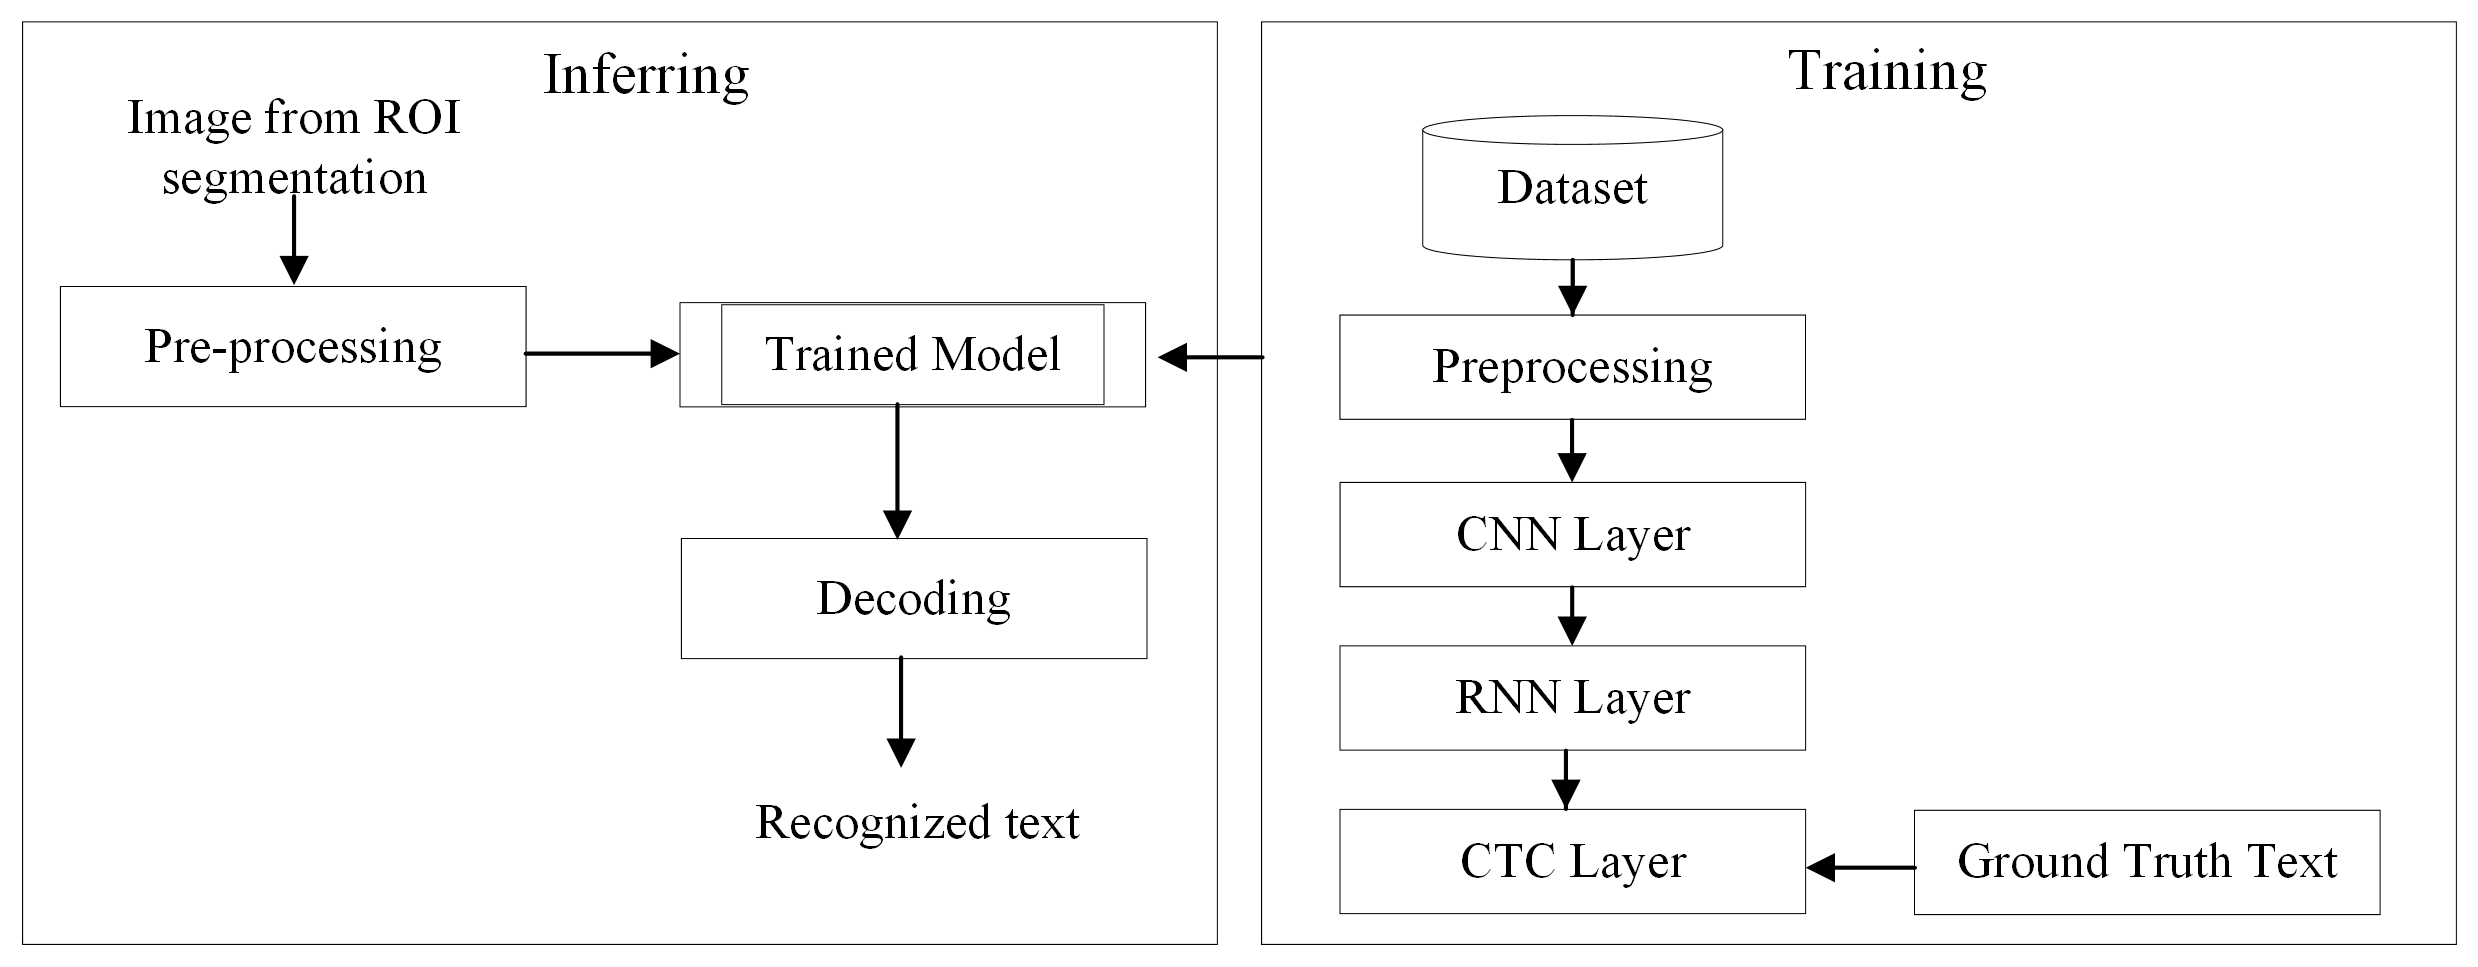 Inferring
Image from ROI
segmentation
Pre-processing
Trained Model
Decoding
Recognized text
Training
Dataset
Preprocessing
CNN Layer
RNN Layer
CTC Layer
Ground Truth Text